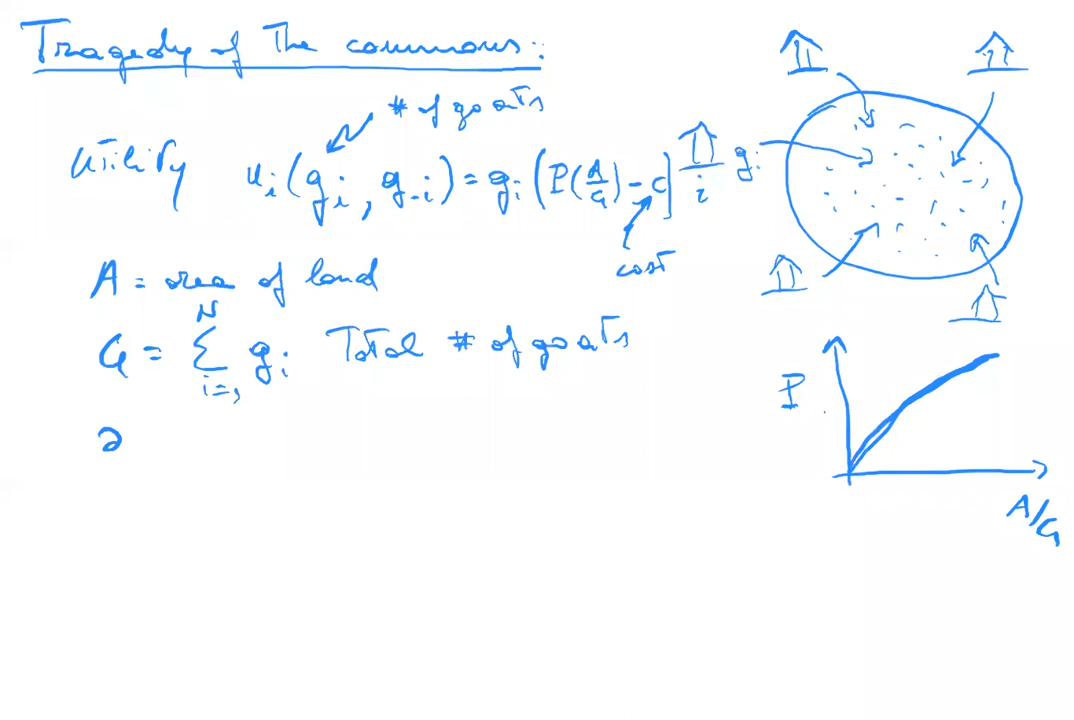 Tragedy of The commons:
# of goats
Utility u_i(g_i, g_-i) = g_i (P(A/G) - c]
i g_i
cost
A = area of land
G = \sum_{i=1}^{N} g_i Total # of goats
∂
P
A/G